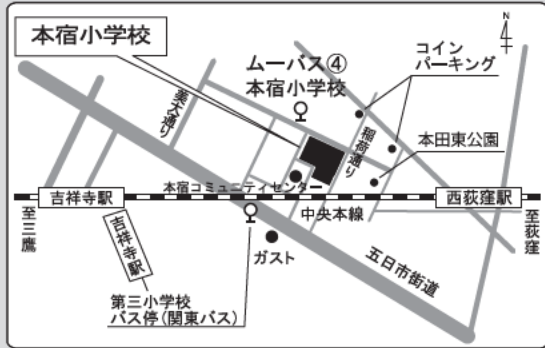 本宿小学校
ムーバス④
本宿小学校
コイン
パーキング
N
美大通り
稲荷通り
本田東公園
本宿コミュニティセンター
吉祥寺駅
西荻窪駅
至三鷹
吉祥寺駅
中央本線
至荻窪
ガスト
五日市街道
第三小学校
バス停(関東バス)